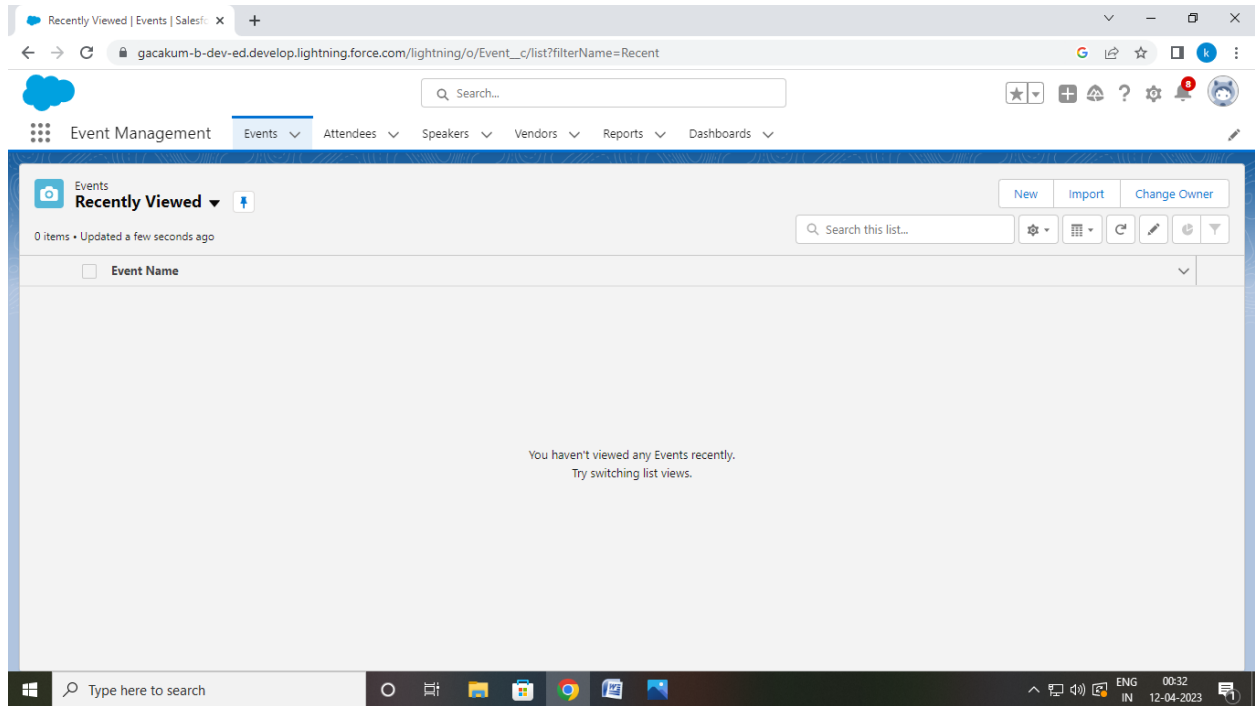 Recently Viewed | Events | Salesfc
gacakum-b-dev-ed.develop.lightning.force.com/lightning/o/Event__c/list?filterName=Recent
G
k
Search...
8
Event Management Events Attendees Speakers Vendors Reports Dashboards
Events
Recently Viewed
New Import Change Owner
0 items • Updated a few seconds ago
Search this list...
Event Name
You haven't viewed any Events recently.
Try switching list views.
Type here to search
ENG
IN
00:32
12-04-2023
1